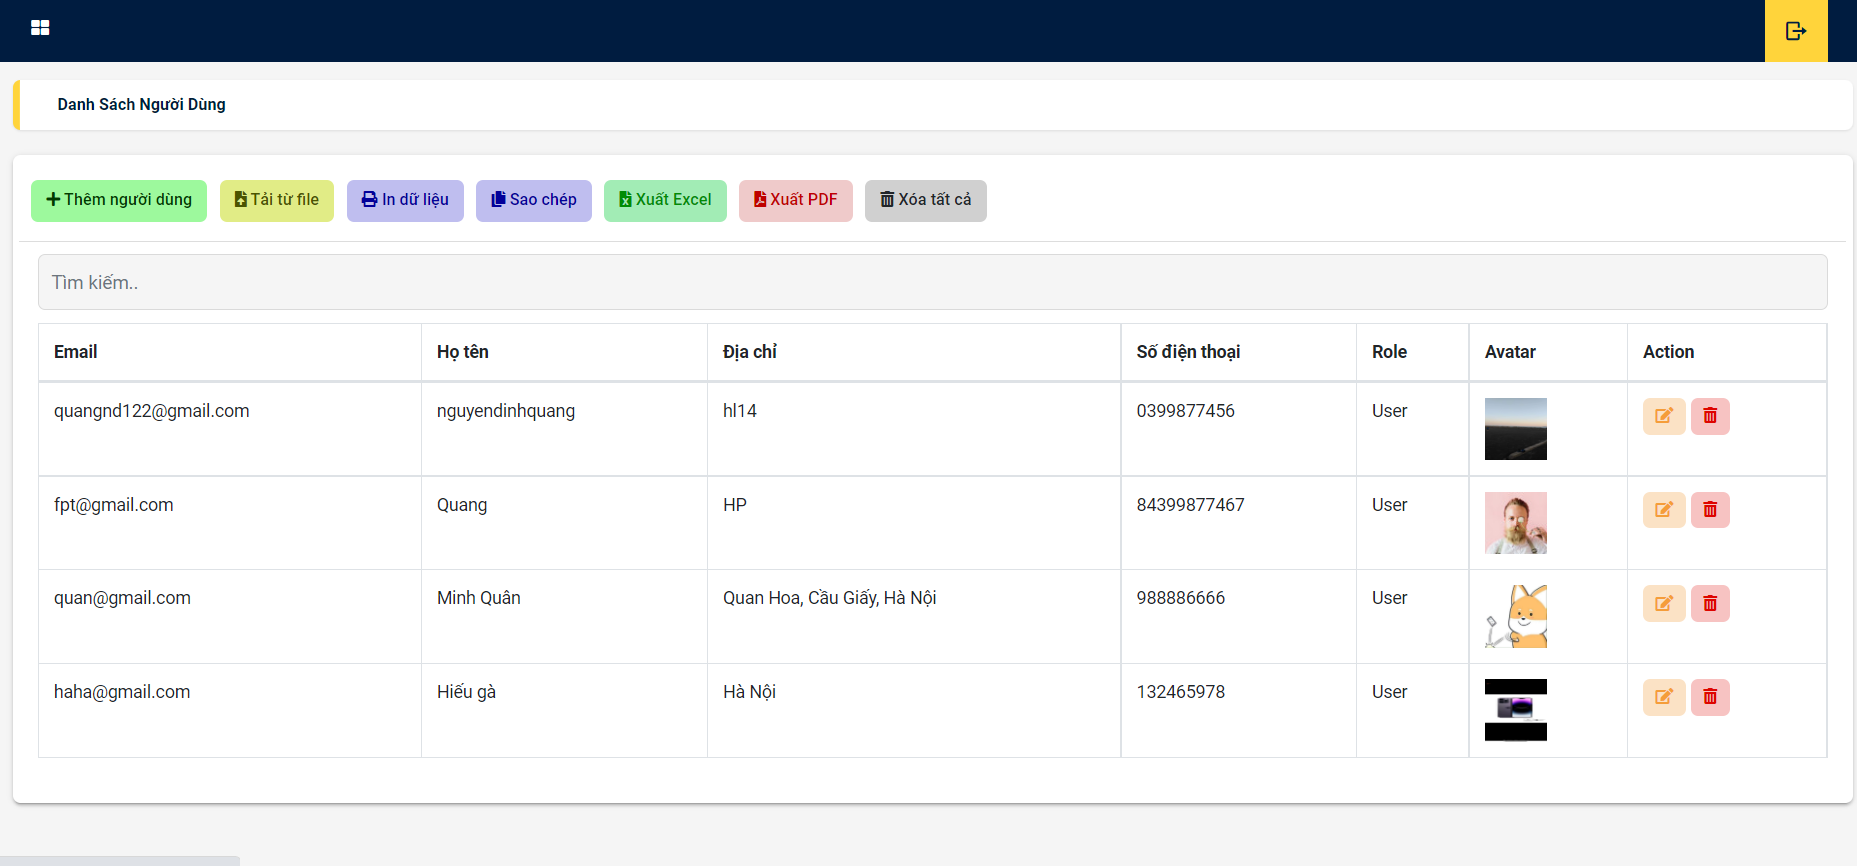 Danh Sách Người Dùng
Thêm người dùng Tải từ file In dữ liệu Sao chép Xuất Excel Xuất PDF Xóa tất cả
Tìm kiếm..
Email Họ tên Địa chỉ Số điện thoại Role Avatar Action
quangnd122@gmail.com nguyendinhquang hl14 0399877456 User
fpt@gmail.com Quang HP 84399877467 User
quan@gmail.com Minh Quân Quan Hoa, Cầu Giấy, Hà Nội 988886666 User
haha@gmail.com Hiếu gà Hà Nội 132465978 User